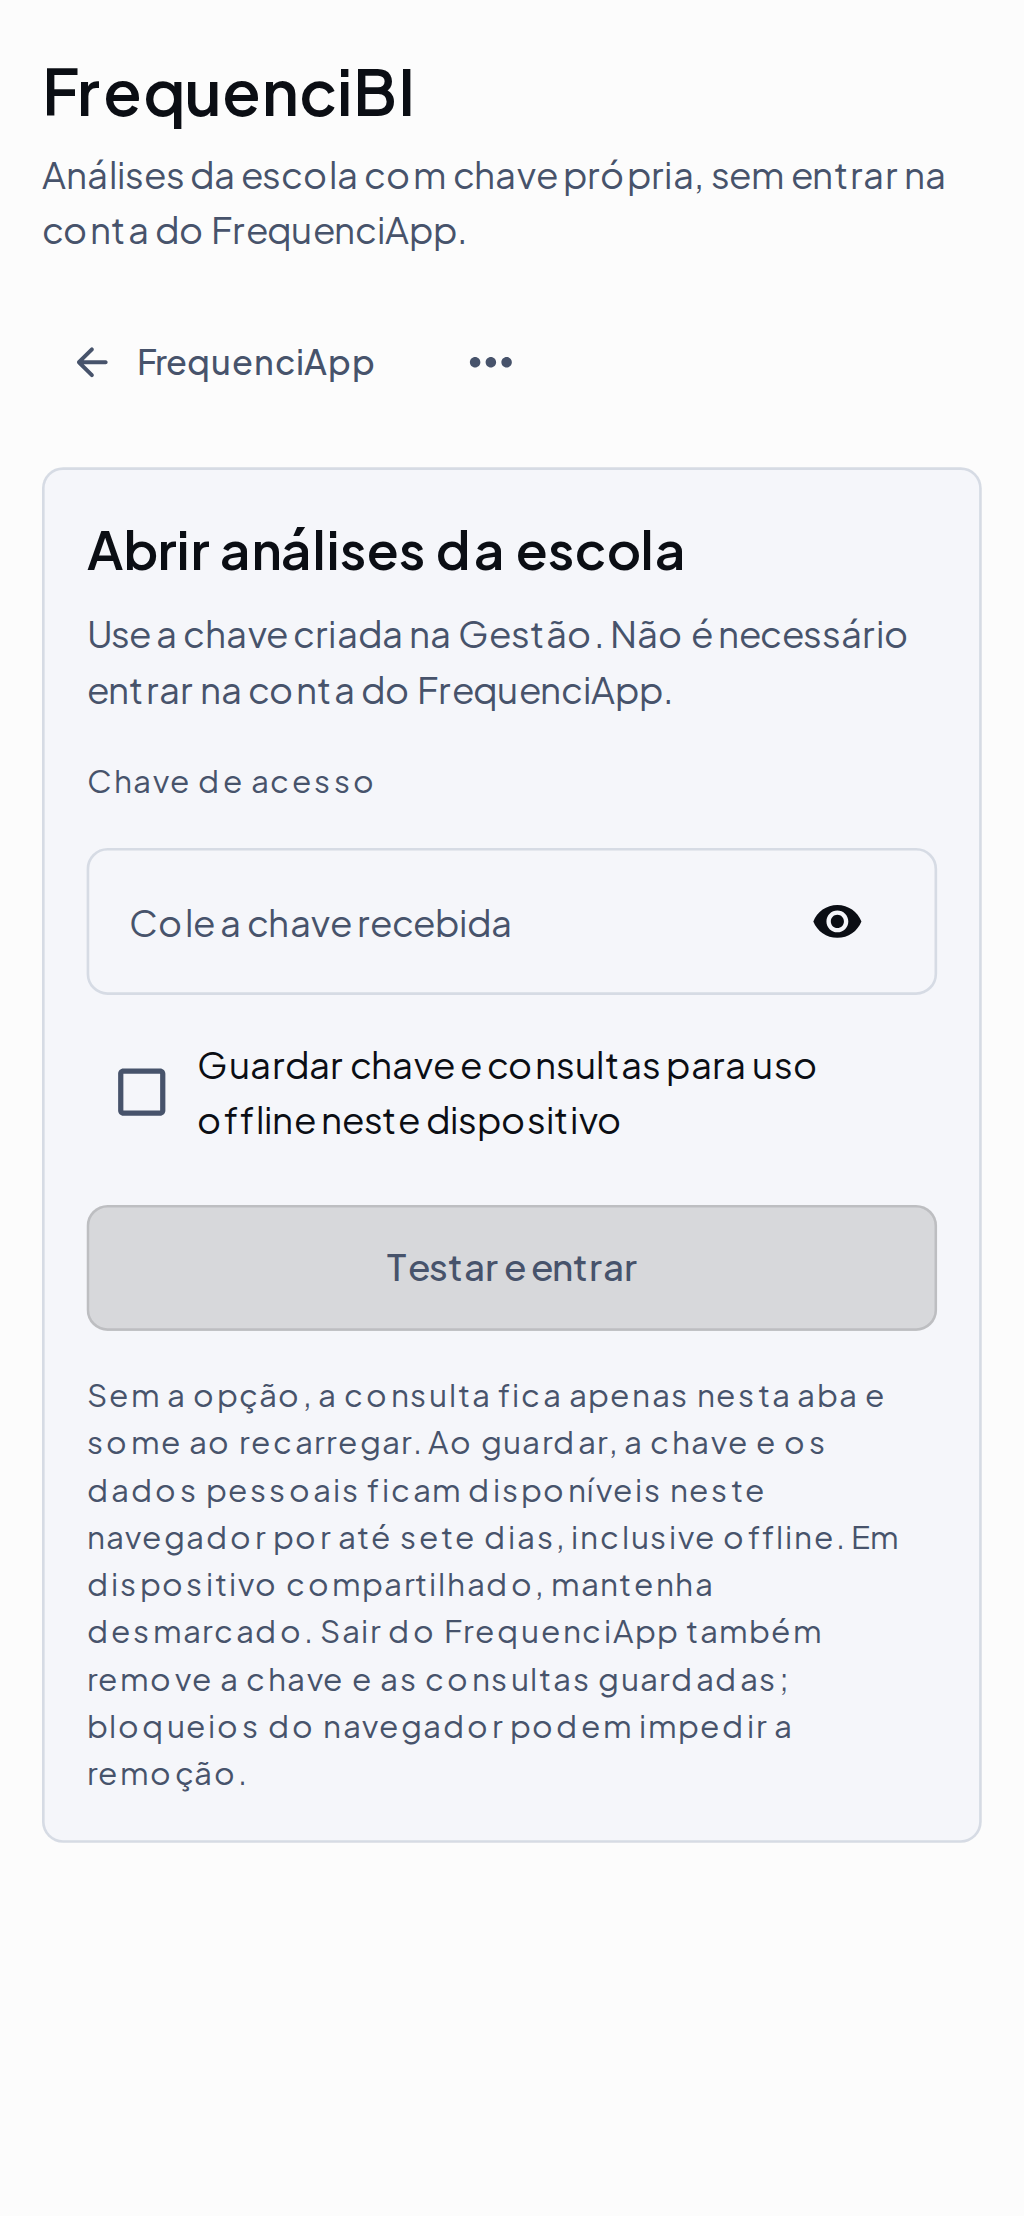 FrequenciBI
Análises da escola com chave própria, sem entrar na
conta do FrequenciApp.
FrequenciApp
Abrir análises da escola
Use a chave criada na Gestão. Não é necessário
entrar na conta do FrequenciApp.
Chave de acesso
Cole a chave recebida
Guardar chave e consultas para uso
offline neste dispositivo
Testar e entrar
Sem a opção, a consulta fica apenas nesta aba e
some ao recarregar. Ao guardar, a chave e os
dados pessoais ficam disponíveis neste
navegador por até sete dias, inclusive offline. Em
dispositivo compartilhado, mantenha
desmarcado. Sair do FrequenciApp também
remove a chave e as consultas guardadas;
bloqueios do navegador podem impedir a
remoção.